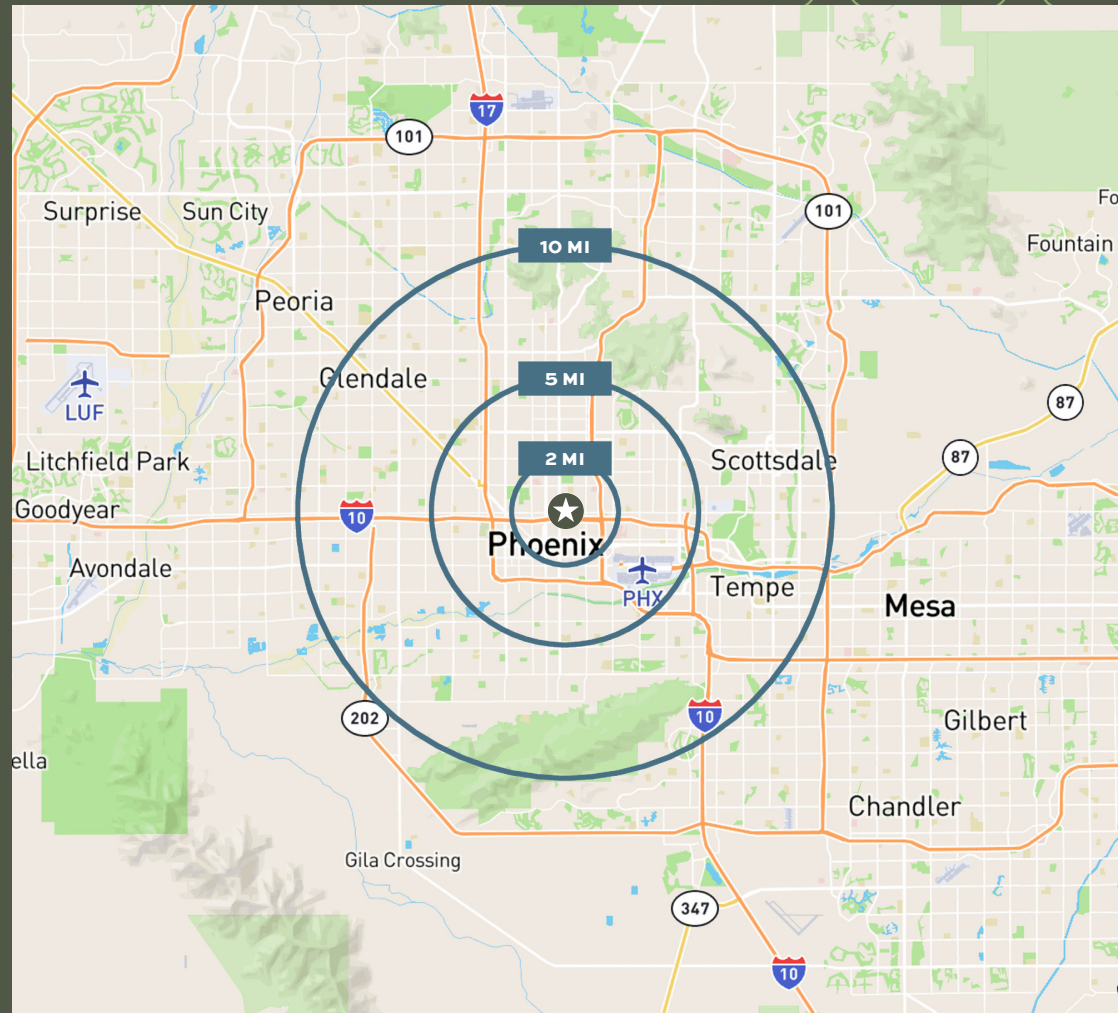 17
101
Surprise
Sun City
101
Fo
Fountain
10 MI
Peoria
Glendale
5 MI
LUF
87
87
Litchfield Park
2 MI
Scottsdale
Goodyear
10
Phoenix
Avondale
PHX
Tempe
Mesa
202
10
Gilbert
ella
Chandler
Gila Crossing
347
10